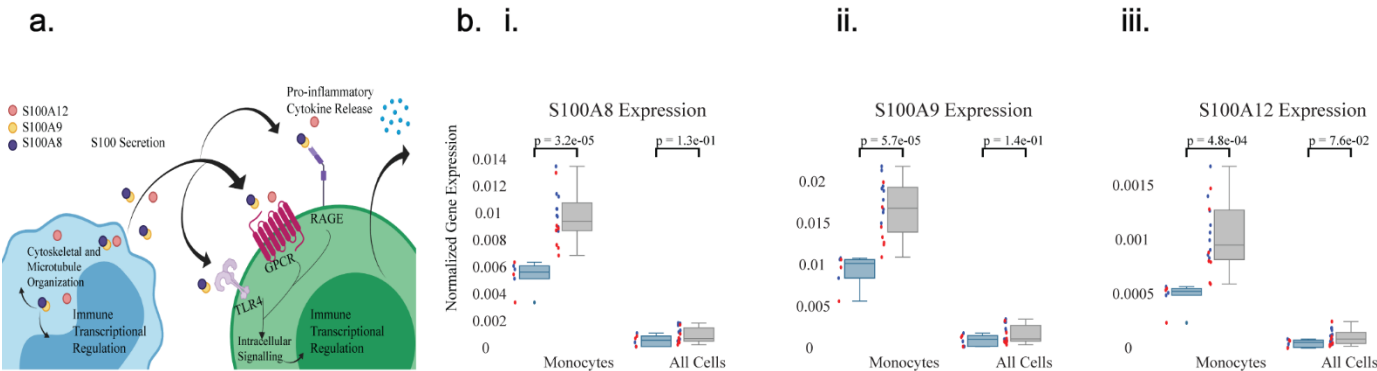 a.
S100A12
S100A9
S100A8
S100 Secretion
Pro-inflammatory
Cytokine Release
RAGE
GPCR
TLR4
Cytoskeletal and
Microtubule
Organization
Immune
Transcriptional
Regulation
Intracellular
Signalling
Immune
Transcriptional
Regulation
b. i.
S100A8 Expression
p = 3.2e-05
p = 1.3e-01
Normalized Gene Expression
0.014
0.012
0.01
0.008
0.006
0.004
0.002
0
Monocytes
All Cells
ii.
S100A9 Expression
p = 5.7e-05
p = 1.4e-01
0.02
0.015
0.01
0.005
0
Monocytes
All Cells
iii.
S100A12 Expression
p = 4.8e-04
p = 7.6e-02
0.0015
0.001
0.0005
0
Monocytes
All Cells